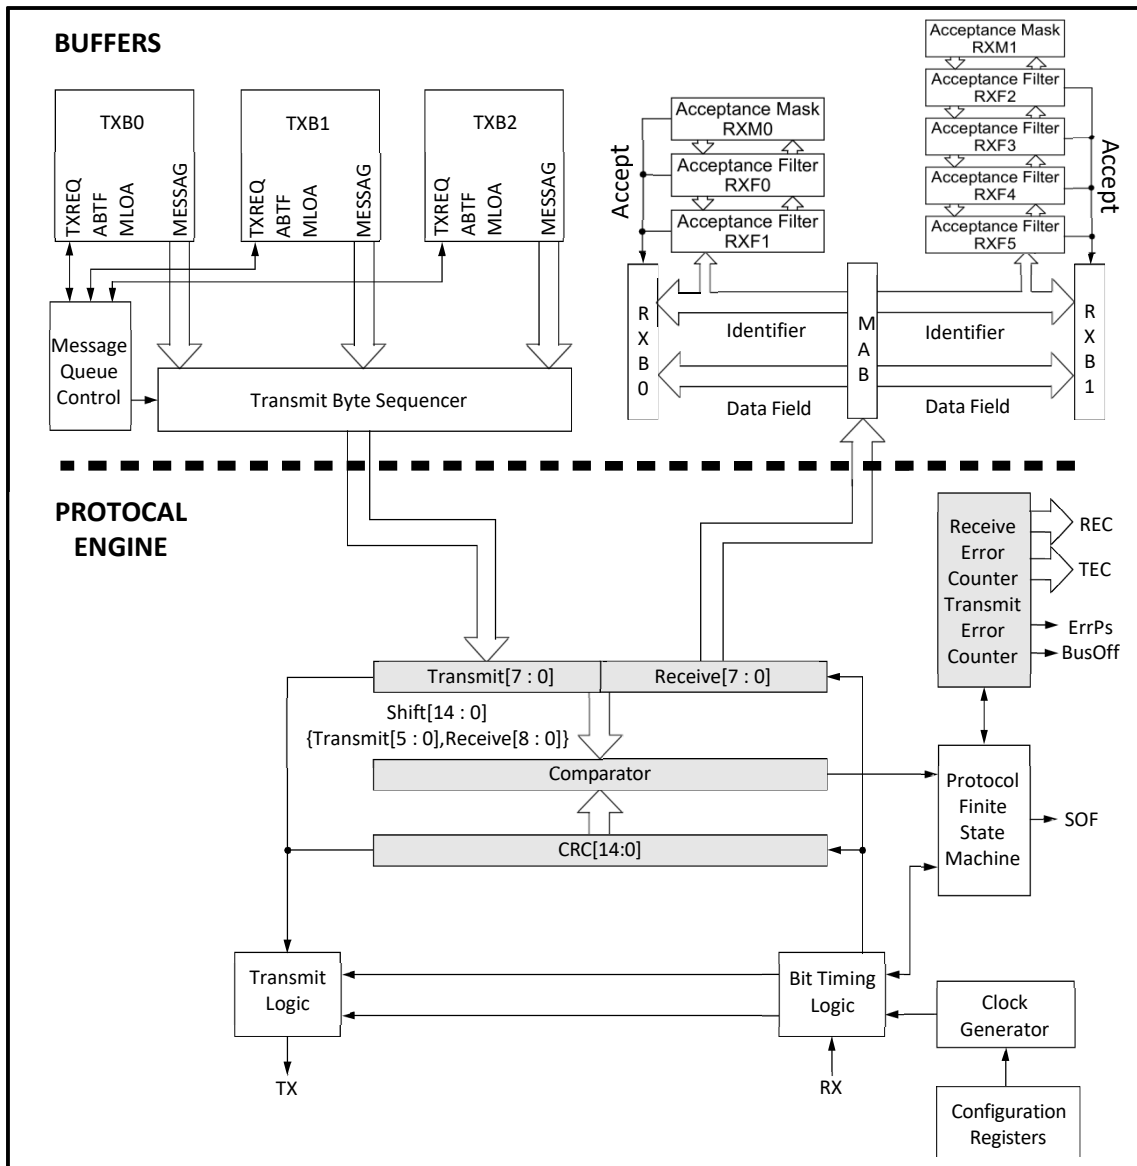 BUFFERS
TXB0
TXREQ
ABTF
MLOA
MESSAG
TXB1
TXREQ
ABTF
MLOA
MESSAG
TXB2
TXREQ
ABTF
MLOA
MESSAG
Message
Queue
Control
Transmit Byte Sequencer
Acceptance Mask
RXM0
Acceptance Filter
RXF0
Acceptance Filter
RXF1
Accept
Acceptance Mask
RXM1
Acceptance Filter
RXF2
Acceptance Filter
RXF3
Acceptance Filter
RXF4
Acceptance Filter
RXF5
Accept
RXB0
Identifier
Data Field
MAB
Identifier
Data Field
RXB1
PROTOCAL
ENGINE
Receive
Error
Counter
Transmit
Error
Counter
REC
TEC
ErrPs
BusOff
Transmit[7 : 0]
Receive[7 : 0]
Shift[14 : 0]
{Transmit[5 : 0],Receive[8 : 0]}
Comparator
CRC[14:0]
Protocol
Finite
State
Machine
SOF
Transmit
Logic
Bit Timing
Logic
Clock
Generator
TX
RX
Configuration
Registers